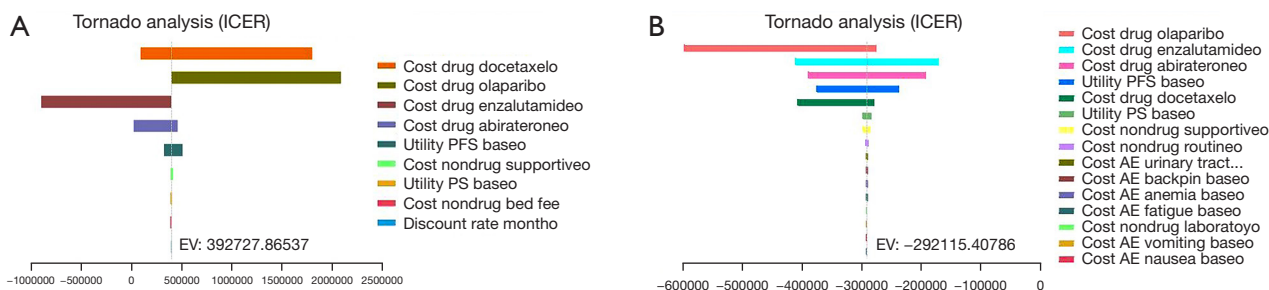 A
Tornado analysis (ICER)
Cost drug docetaxelo
Cost drug olaparibo
Cost drug enzalutamideo
Cost drug abirateroneo
Utility PFS baseo
Cost nondrug supportiveo
Utility PS baseo
Cost nondrug bed fee
Discount rate montho
EV: 392727.86537
−1000000 −500000 0 500000 1000000 1500000 2000000 2500000
B
Tornado analysis (ICER)
Cost drug olaparibo
Cost drug enzalutamideo
Cost drug abirateroneo
Utility PFS baseo
Cost drug docetaxelo
Utility PS baseo
Cost nondrug supportiveo
Cost nondrug routineo
Cost AE urinary tract...
Cost AE backpin baseo
Cost AE anemia baseo
Cost AE fatigue baseo
Cost nondrug laboratoyo
Cost AE vomiting baseo
Cost AE nausea baseo
EV: −292115.40786
−600000 −500000 −400000 −300000 −200000 −100000 0